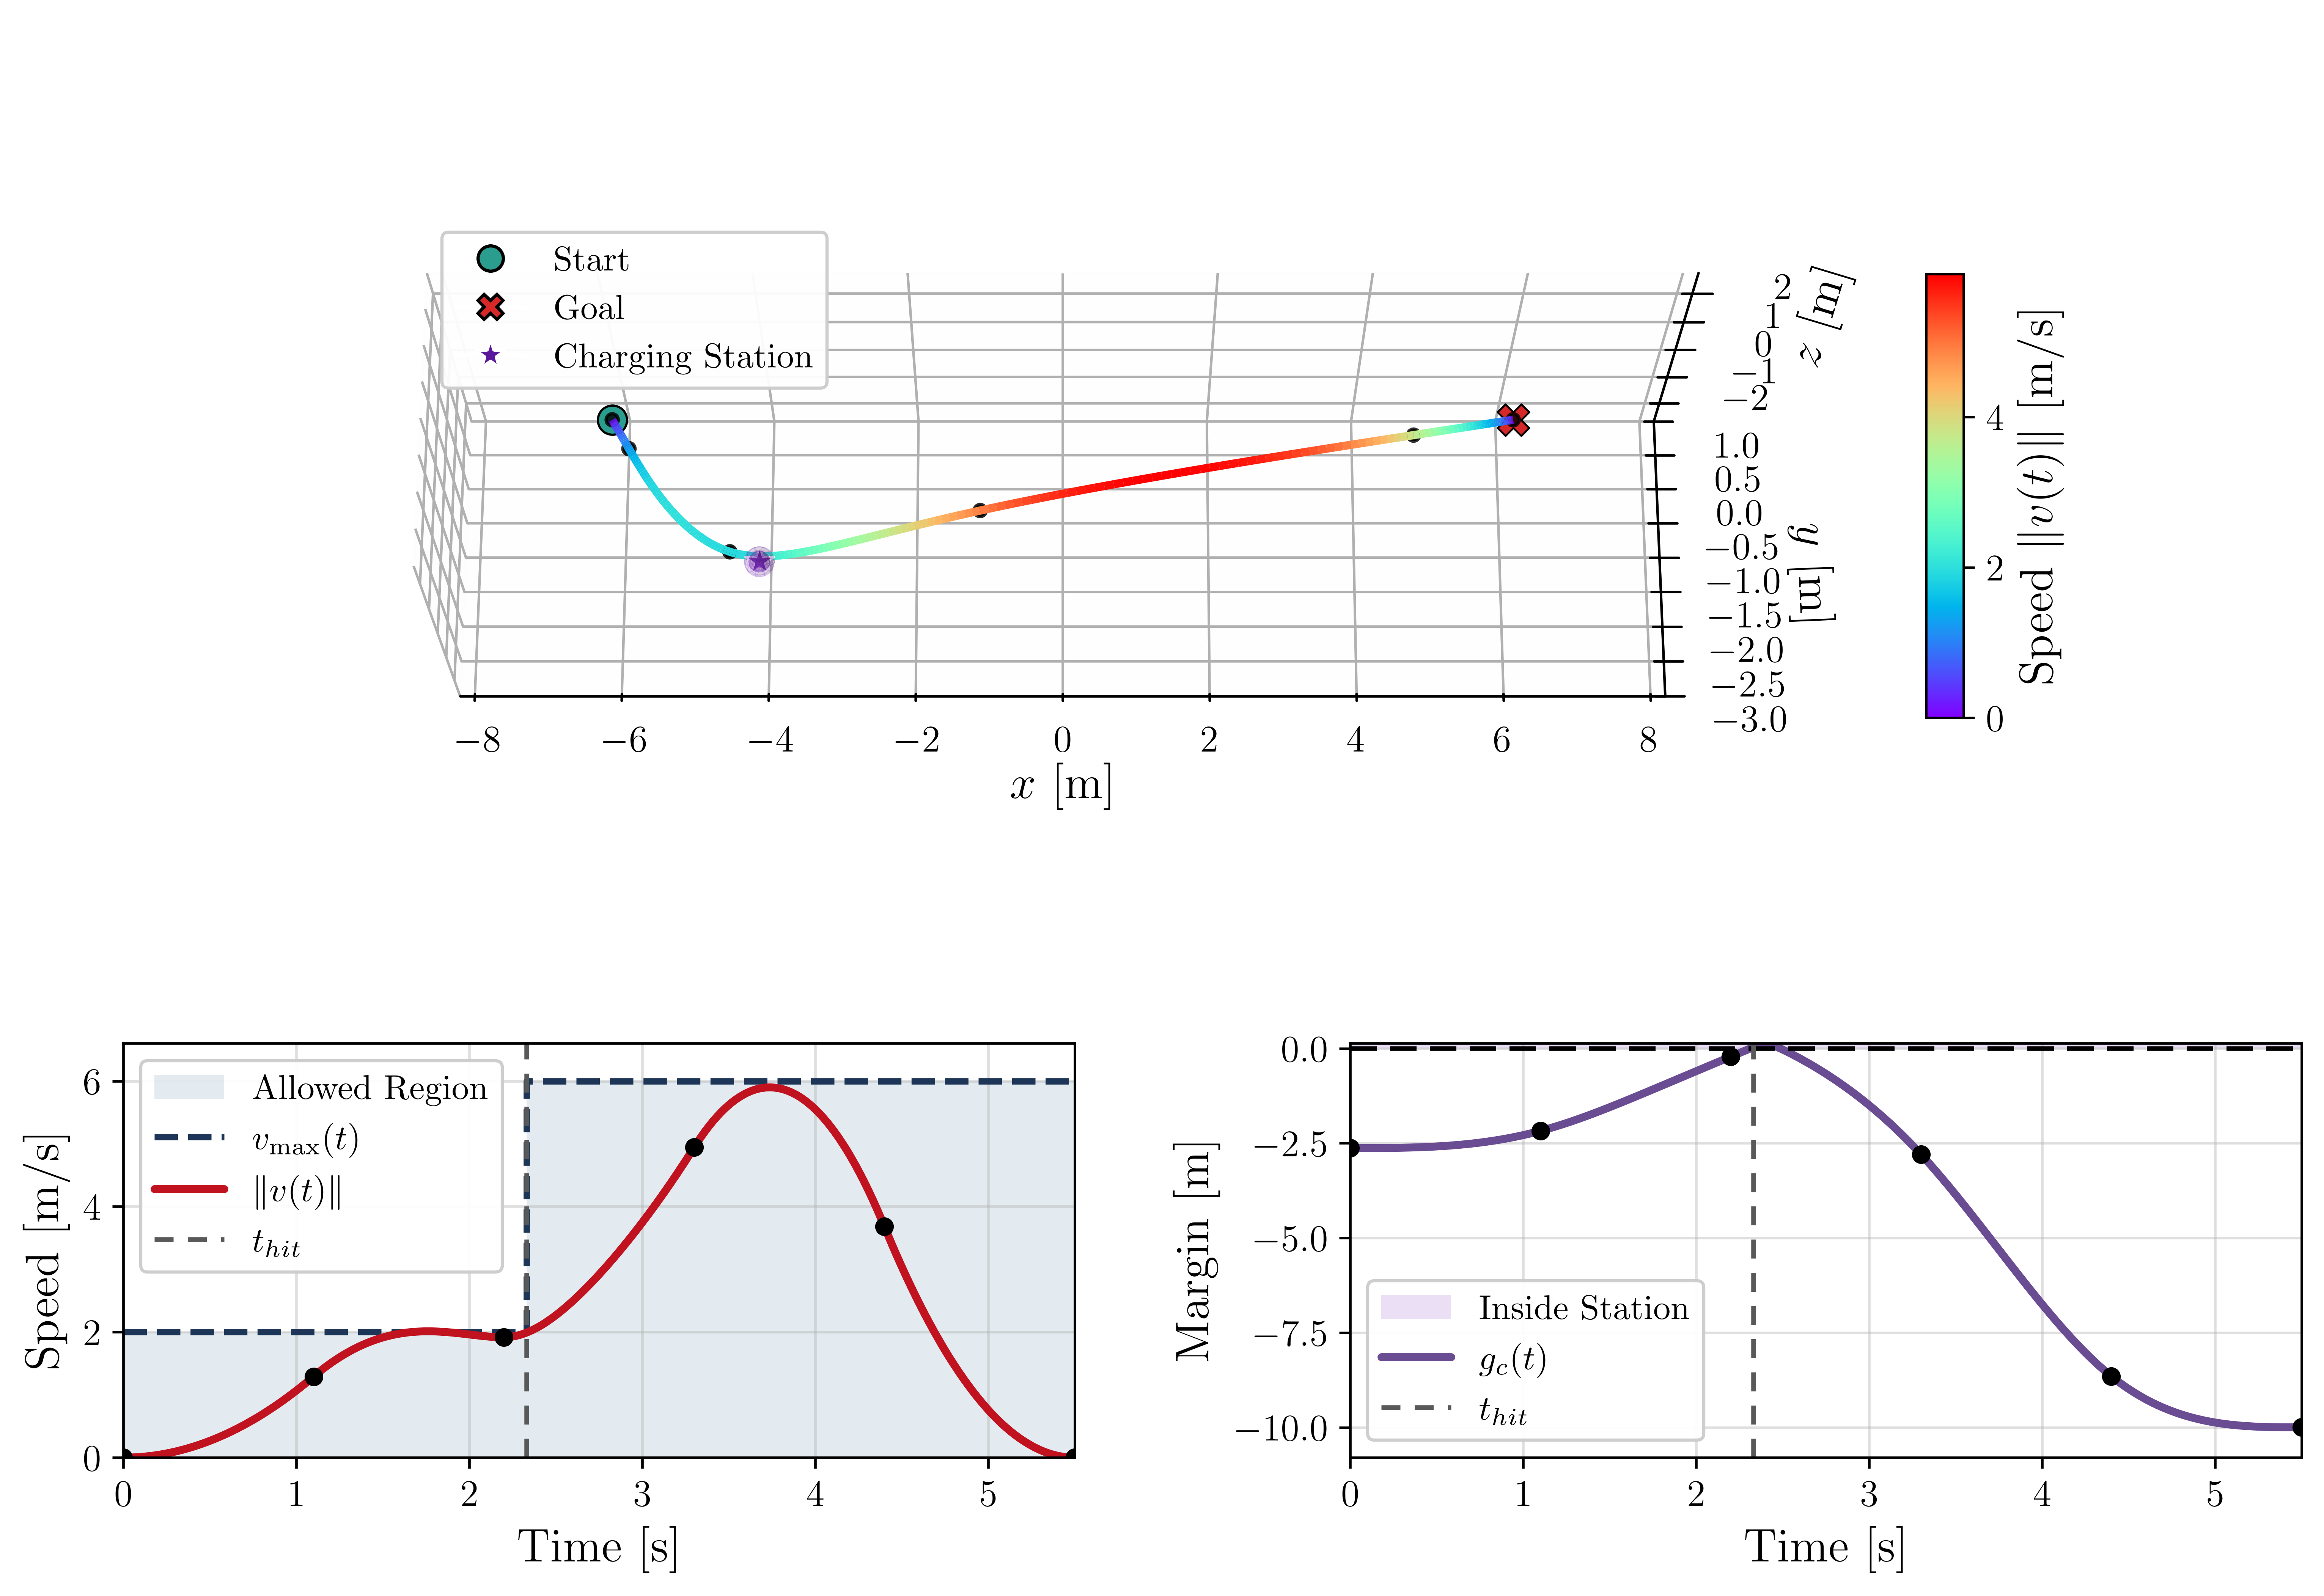 Start
Goal
Charging Station
2
1
0
−1
−2
z [m]
1.0
0.5
0.0
−0.5
−1.0
−1.5
−2.0
−2.5
−3.0
y [m]
−8
−6
−4
−2
0
2
4
6
8
x [m]
4
2
0
Speed ‖v(t)‖ [m/s]
Allowed Region
v_max(t)
‖v(t)‖
t_hit
6
4
2
0
Speed [m/s]
0
1
2
3
4
5
Time [s]
0.0
−2.5
−5.0
−7.5
−10.0
Margin [m]
Inside Station
g_c(t)
t_hit
0
1
2
3
4
5
Time [s]